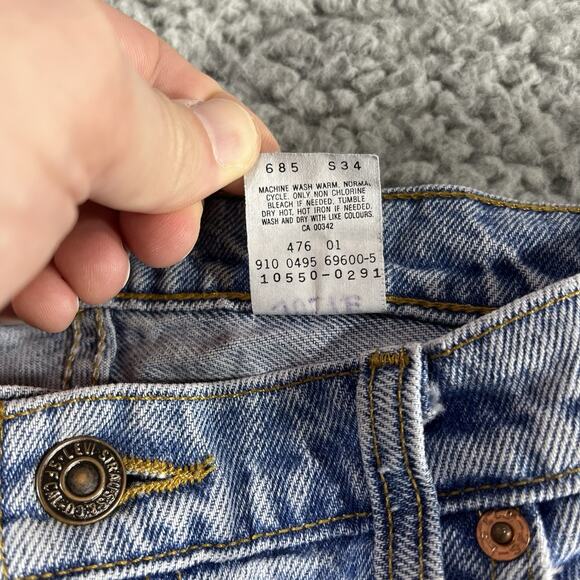 685 S34
MACHINE WASH WARM. NORMAL
CYCLE. ONLY NON CHLORINE
BLEACH IF NEEDED. TUMBLE
DRY HOT. HOT IRON IF NEEDED.
WASH AND DRY WITH LIKE COLOURS.
CA 00342
476 01
910 0495 69600-5
10550-0291
LEVI STRAUSS